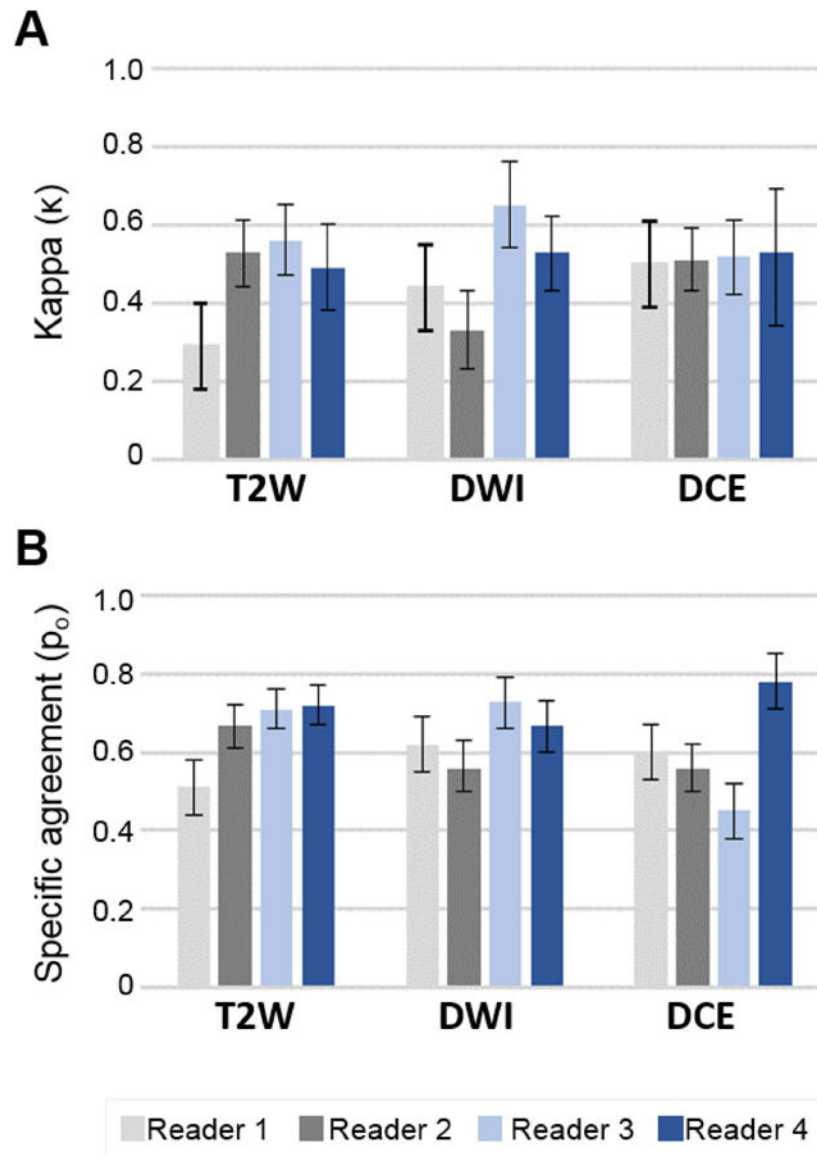 A
Kappa (κ)
1.0
0.8
0.6
0.4
0.2
0
T2W DWI DCE
B
Specific agreement (pₒ)
1.0
0.8
0.6
0.4
0.2
0
T2W DWI DCE
Reader 1 Reader 2 Reader 3 Reader 4